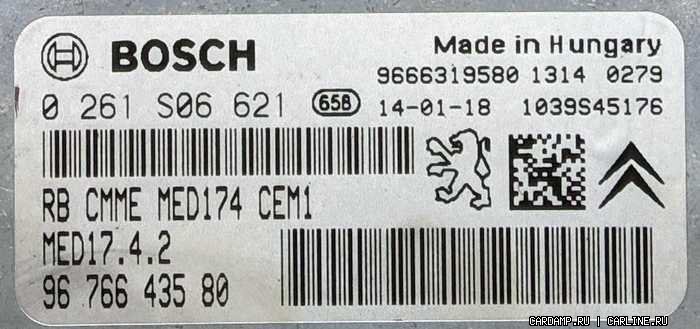 BOSCH
Made in Hungary
9666319580 1314 0279
0 261 S06 621 658 14-01-18 1039S45176
RB CMME MED174 CEM1
MED17.4.2
96 766 435 80
CARDAMP.RU | CARLINE.RU